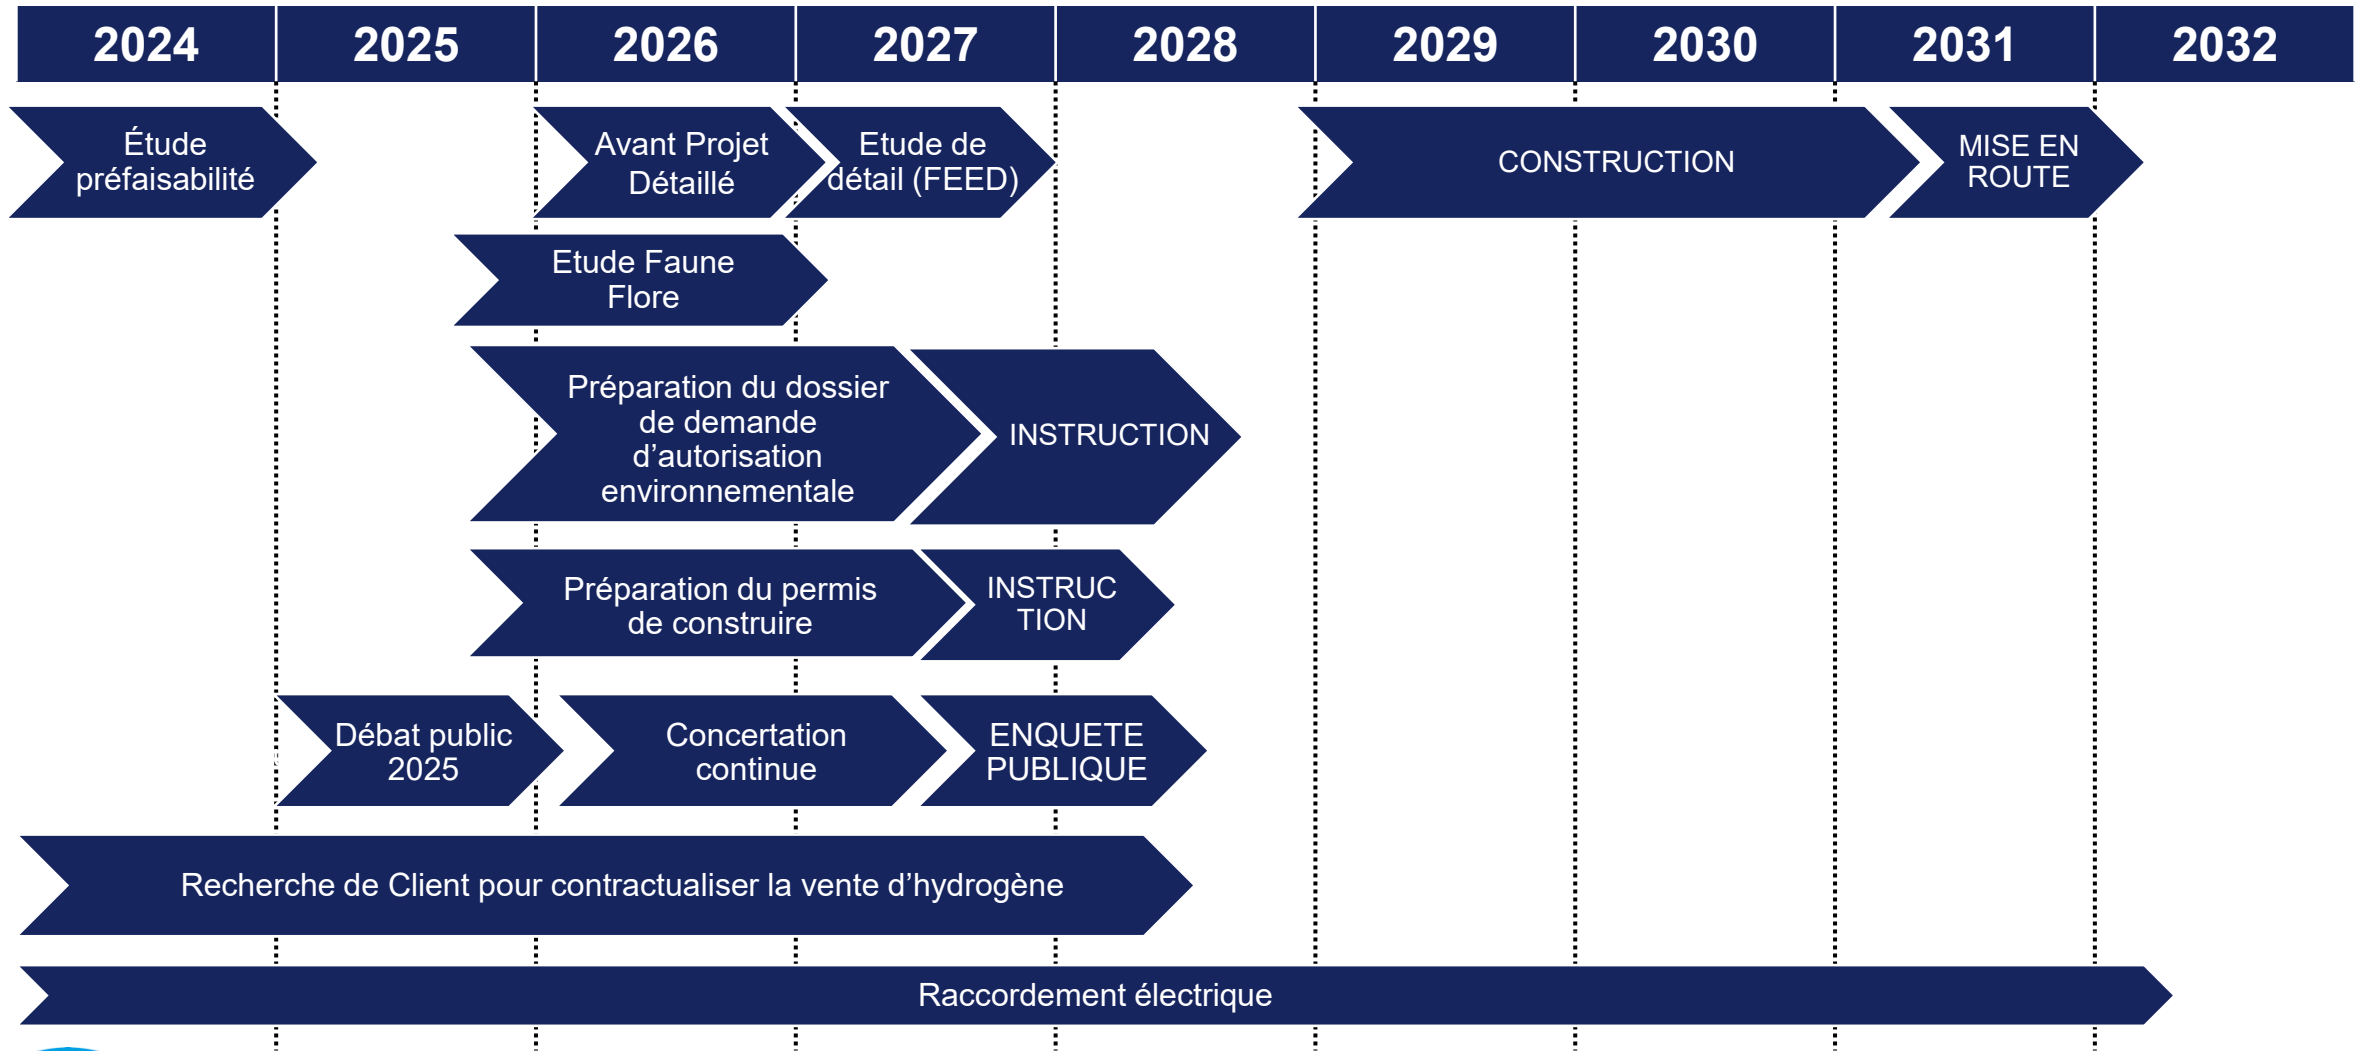 2024
2025
2026
2027
2028
2029
2030
2031
2032
Étude
préfaisabilité
Avant Projet
Détaillé
Etude de
détail (FEED)
CONSTRUCTION
MISE EN
ROUTE
Etude Faune
Flore
Préparation du dossier
de demande
d’autorisation
environnementale
INSTRUCTION
Préparation du permis
de construire
INSTRUC
TION
Débat public
2025
Concertation
continue
ENQUETE
PUBLIQUE
Recherche de Client pour contractualiser la vente d’hydrogène
Raccordement électrique